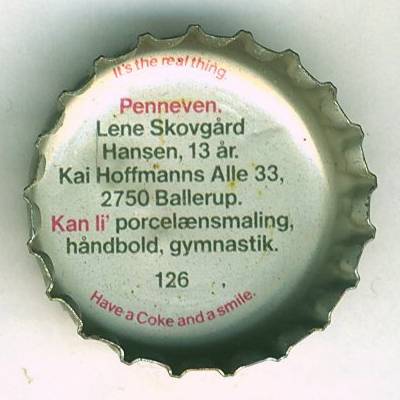 It's the real thing.
Penneven.
Lene Skovgård
Hansen, 13 år.
Kai Hoffmanns Alle 33,
2750 Ballerup.
Kan li' porcelænsmaling,
håndbold, gymnastik.
126
Have a Coke and a smile.